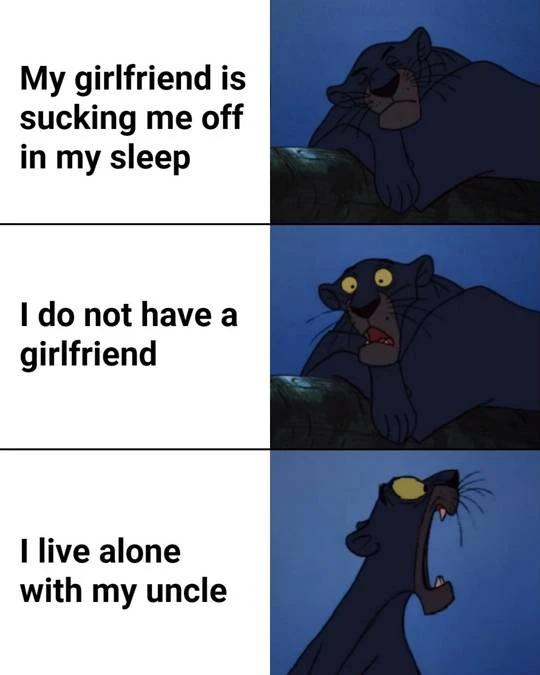 My girlfriend is
sucking me off
in my sleep
I do not have a
girlfriend
I live alone
with my uncle